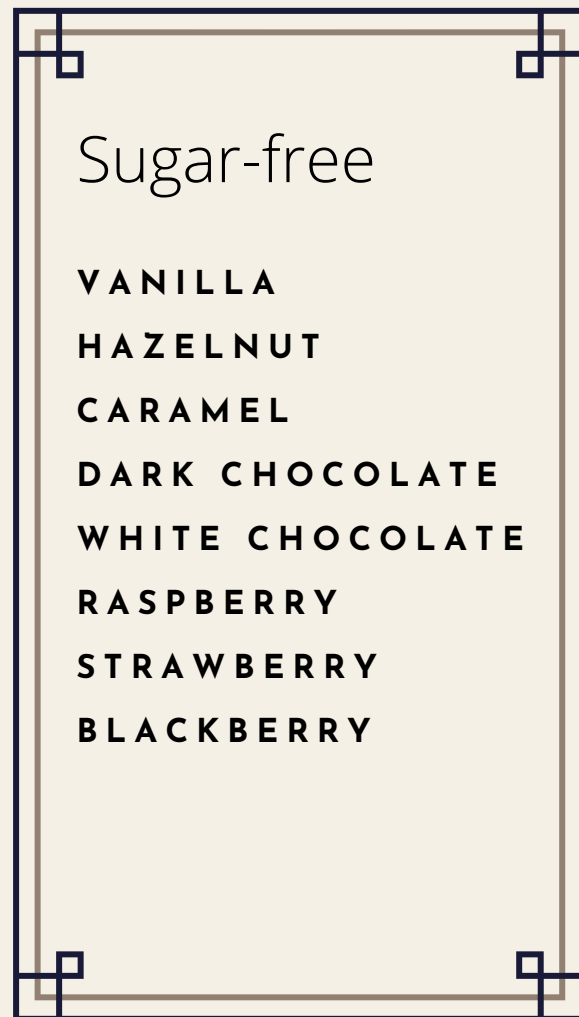 Sugar-free
VANILLA
HAZELNUT
CARAMEL
DARK CHOCOLATE
WHITE CHOCOLATE
RASPBERRY
STRAWBERRY
BLACKBERRY